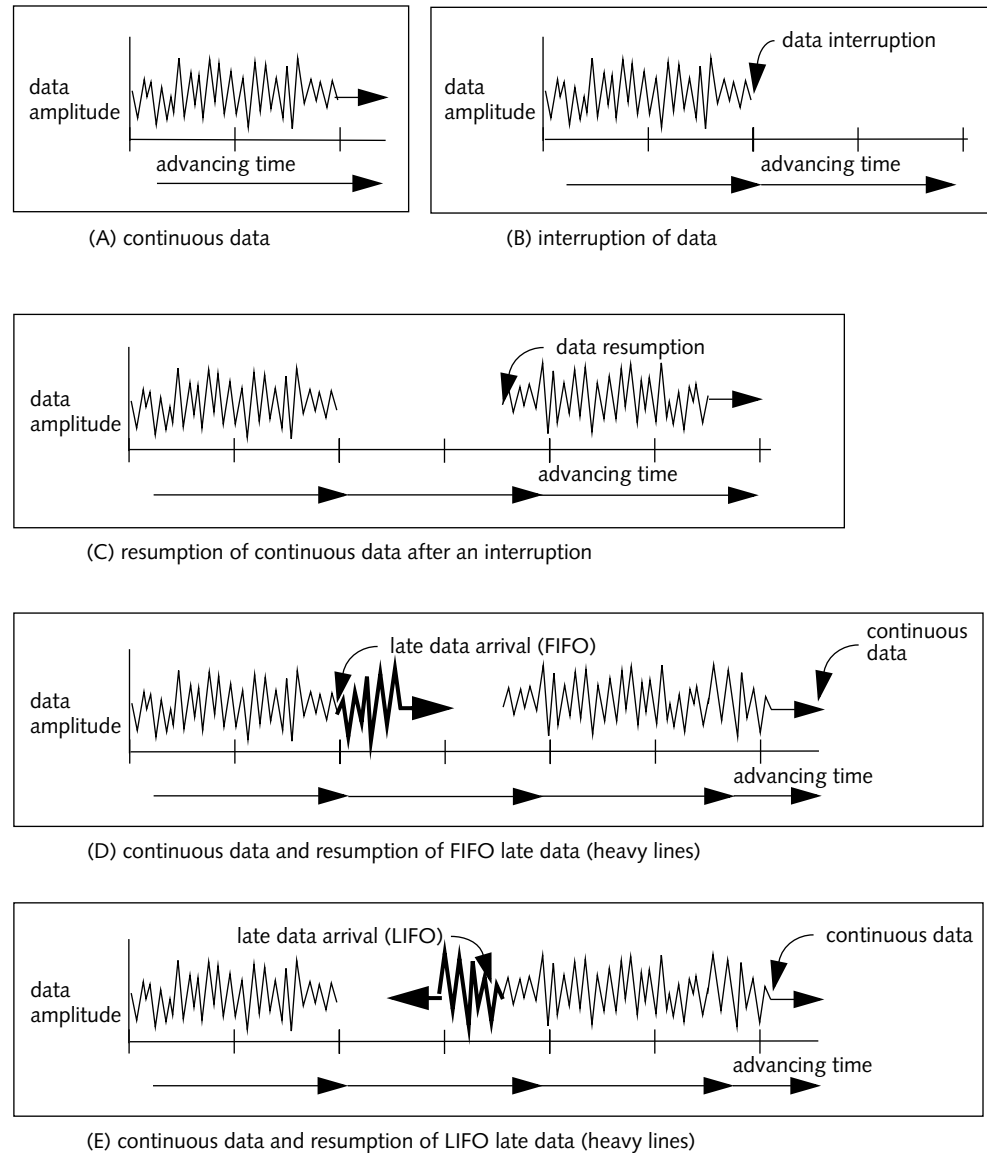 data
amplitude
advancing time
(A) continuous data
data interruption
data
amplitude
advancing time
(B) interruption of data
data resumption
data
amplitude
advancing time
(C) resumption of continuous data after an interruption
late data arrival (FIFO)
continuous
data
data
amplitude
advancing time
(D) continuous data and resumption of FIFO late data (heavy lines)
late data arrival (LIFO)
continuous data
data
amplitude
advancing time
(E) continuous data and resumption of LIFO late data (heavy lines)